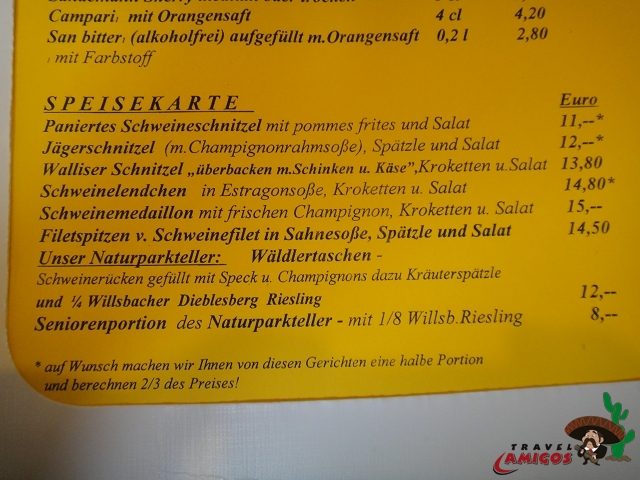 Campari₁ mit Orangensaft 4 cl 4,20
San bitter₁ (alkoholfrei) aufgefüllt m.Orangensaft 0,2 l 2,80
₁ mit Farbstoff
SPEISEKARTE Euro
Paniertes Schweineschnitzel mit pommes frites und Salat 11,--*
Jägerschnitzel (m.Champignonrahmsoße), Spätzle und Salat 12,--*
Walliser Schnitzel „überbacken m.Schinken u. Käse",Kroketten u.Salat 13,80
Schweinelendchen in Estragonsoße, Kroketten u. Salat 14,80*
Schweinemedaillon mit frischen Champignon, Kroketten u. Salat 15,--
Filetspitzen v. Schweinefilet in Sahnesoße, Spätzle und Salat 14,50
Unser Naturparkteller: Wäldlertaschen -
Schweinerücken gefüllt mit Speck u. Champignons dazu Kräuterspätzle
und ¼ Willsbacher Dieblesberg Riesling 12,--
Seniorenportion des Naturparkteller - mit 1/8 Willsb.Riesling 8,--
* auf Wunsch machen wir Ihnen von diesen Gerichten eine halbe Portion
und berechnen 2/3 des Preises!
TRAVEL
AMIGOS